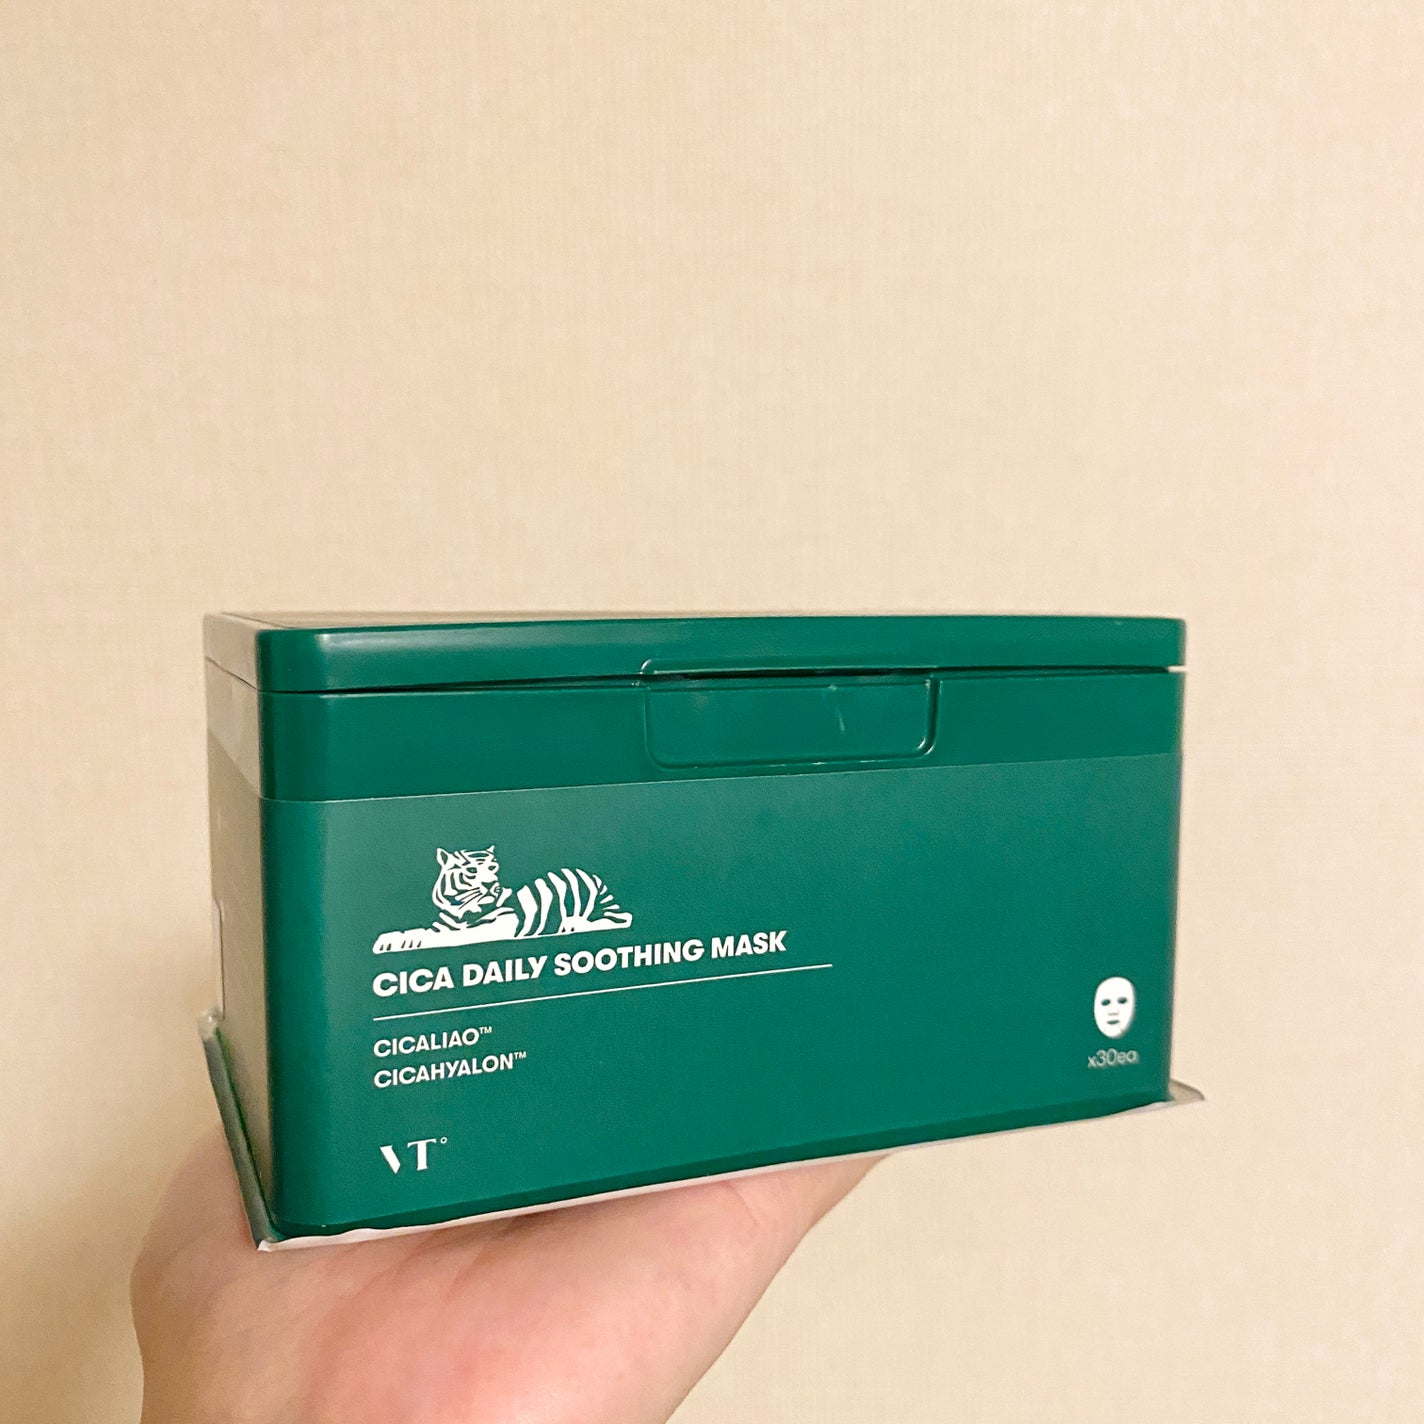 CICA DAILY SOOTHING MASK
CICALIAO™
CICAHYALON™
x30ea
VT°